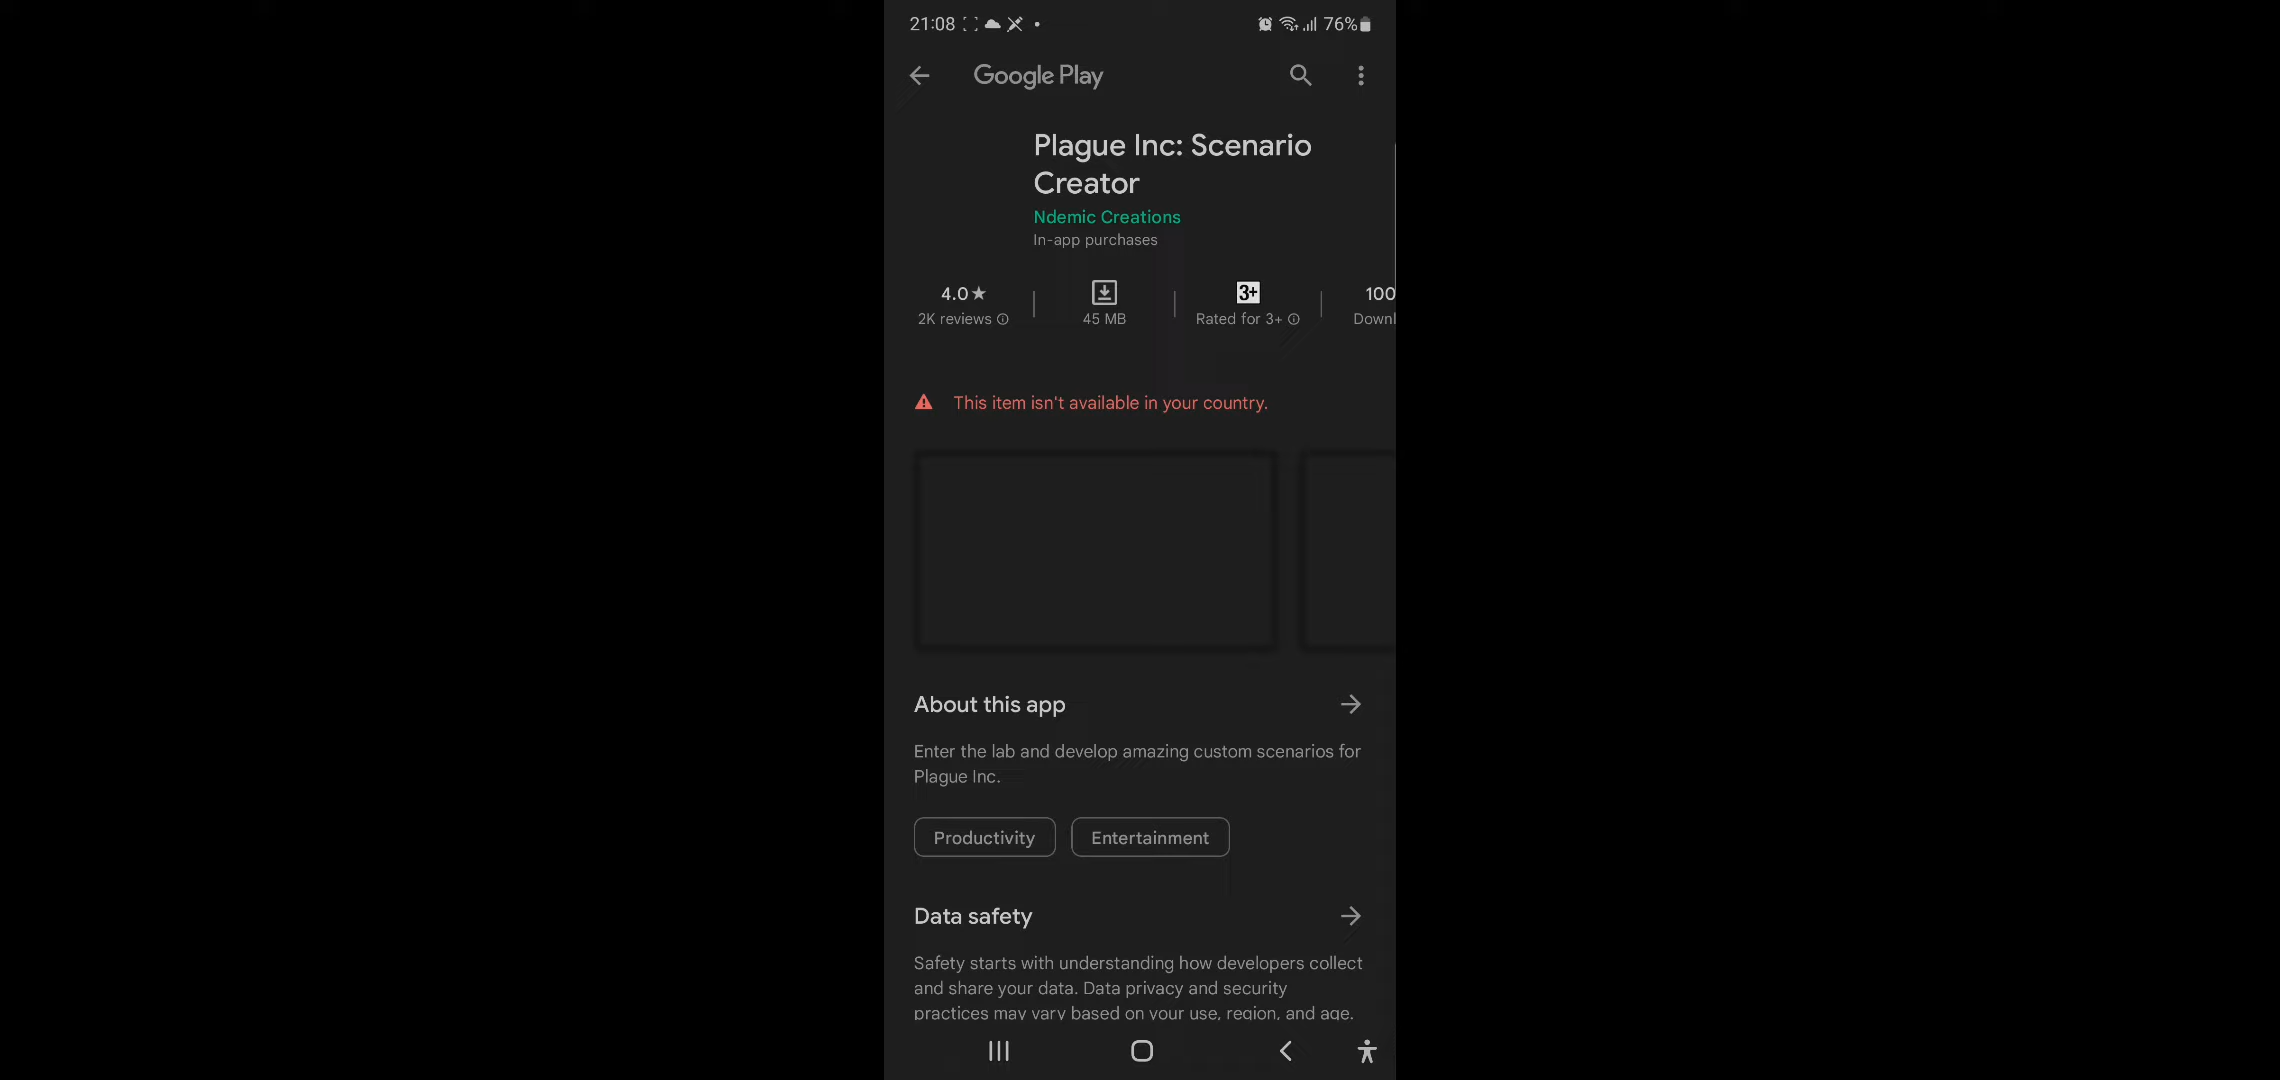 21:08 76%
Google Play
Plague Inc: Scenario
Creator
Ndemic Creations
In-app purchases
4.0★ 3+ 100
2K reviews 45 MB Rated for 3+ Downl
This item isn't available in your country.
About this app
Enter the lab and develop amazing custom scenarios for
Plague Inc.
Productivity Entertainment
Data safety
Safety starts with understanding how developers collect
and share your data. Data privacy and security
practices may vary based on your use, region, and age.